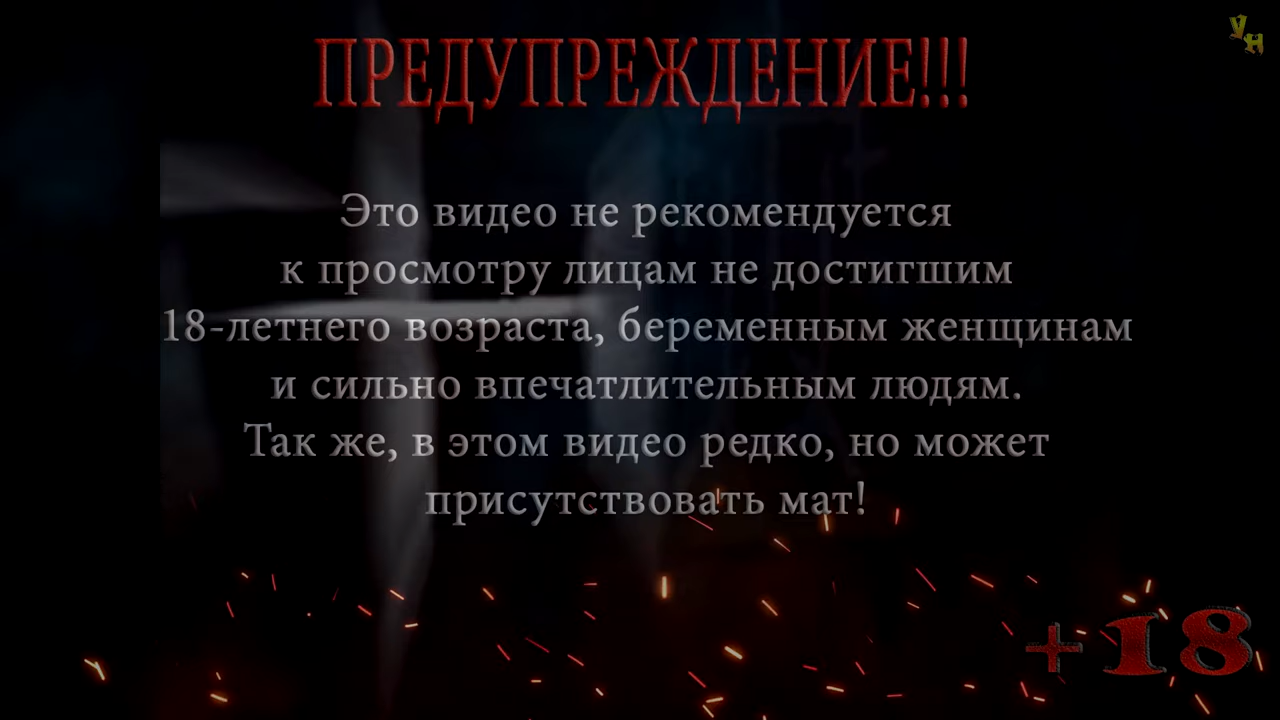 ПРЕДУПРЕЖДЕНИЕ!!!
УН
Это видео не рекомендуется
к просмотру лицам не достигшим
18-летнего возраста, беременным женщинам
и сильно впечатлительным людям.
Так же, в этом видео редко, но может
присутствовать мат!
+18